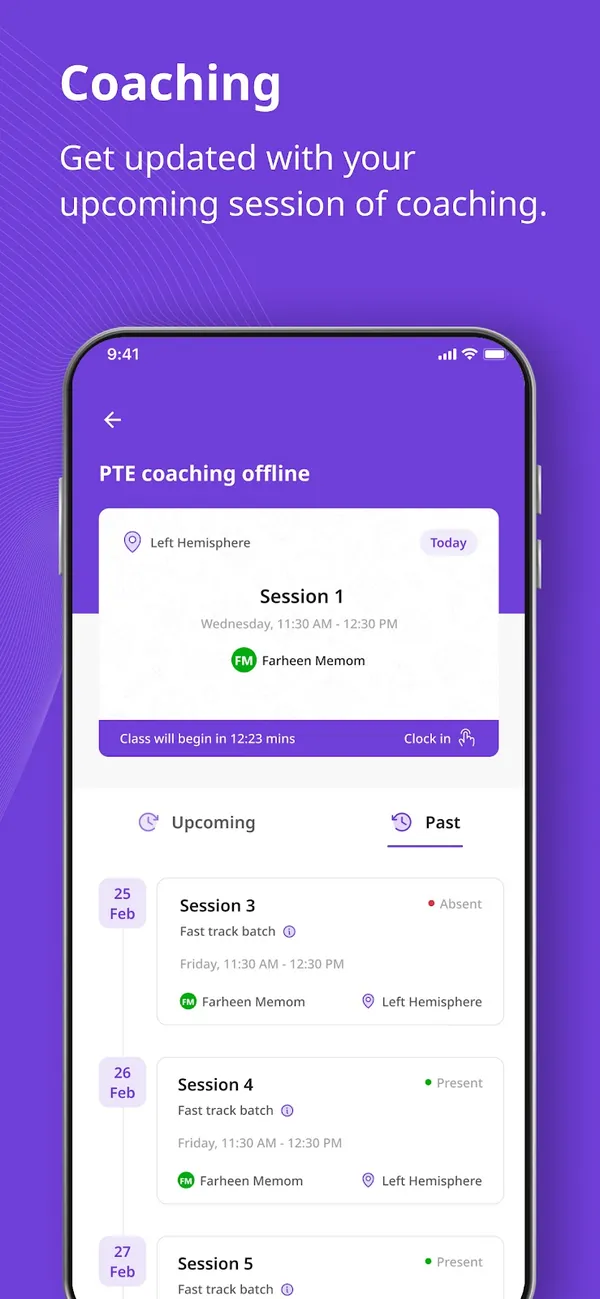 Coaching
Get updated with your
upcoming session of coaching.
9:41
PTE coaching offline
Left Hemisphere
Today
Session 1
Wednesday, 11:30 AM - 12:30 PM
FM Farheen Memom
Class will begin in 12:23 mins
Clock in
Upcoming
Past
25
Feb
Session 3
Absent
Fast track batch
Friday, 11:30 AM - 12:30 PM
FM Farheen Memom
Left Hemisphere
26
Feb
Session 4
Present
Fast track batch
Friday, 11:30 AM - 12:30 PM
FM Farheen Memom
Left Hemisphere
27
Feb
Session 5
Present
Fast track batch